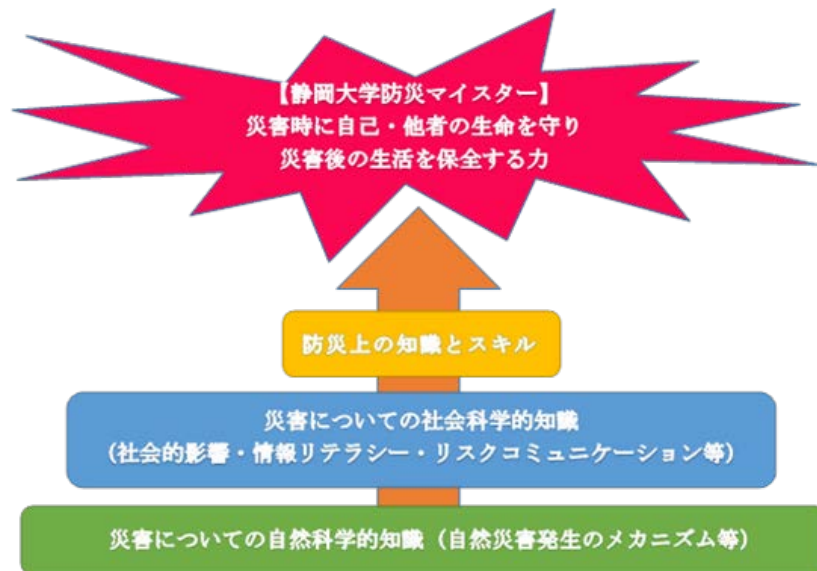 【静岡大学防災マイスター】
災害時に自己・他者の生命を守り
災害後の生活を保全する力
防災上の知識とスキル
災害についての社会科学的知識
（社会的影響・情報リテラシー・リスクコミュニケーション等）
災害についての自然科学的知識（自然災害発生のメカニズム等）